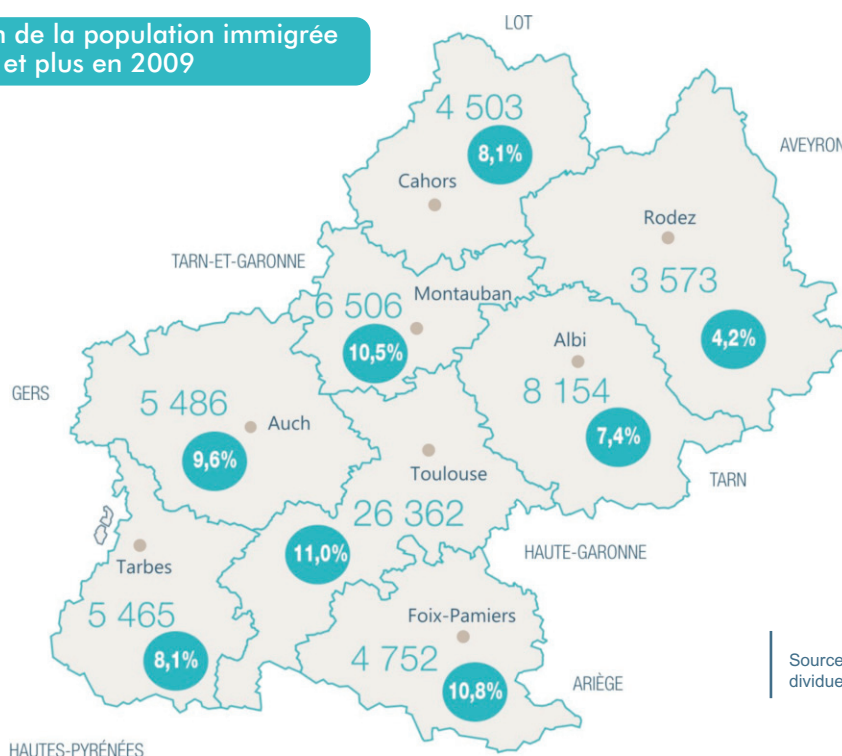 n de la population immigrée
et plus en 2009
LOT
4 503
8,1%
Cahors
AVEYRON
Rodez
3 573
4,2%
TARN-ET-GARONNE
6 506
Montauban
10,5%
Albi
8 154
7,4%
TARN
GERS
5 486
Auch
9,6%
Toulouse
26 362
11,0%
HAUTE-GARONNE
Tarbes
5 465
8,1%
HAUTES-PYRÉNÉES
Foix-Pamiers
4 752
10,8%
ARIÈGE
Source
dividue